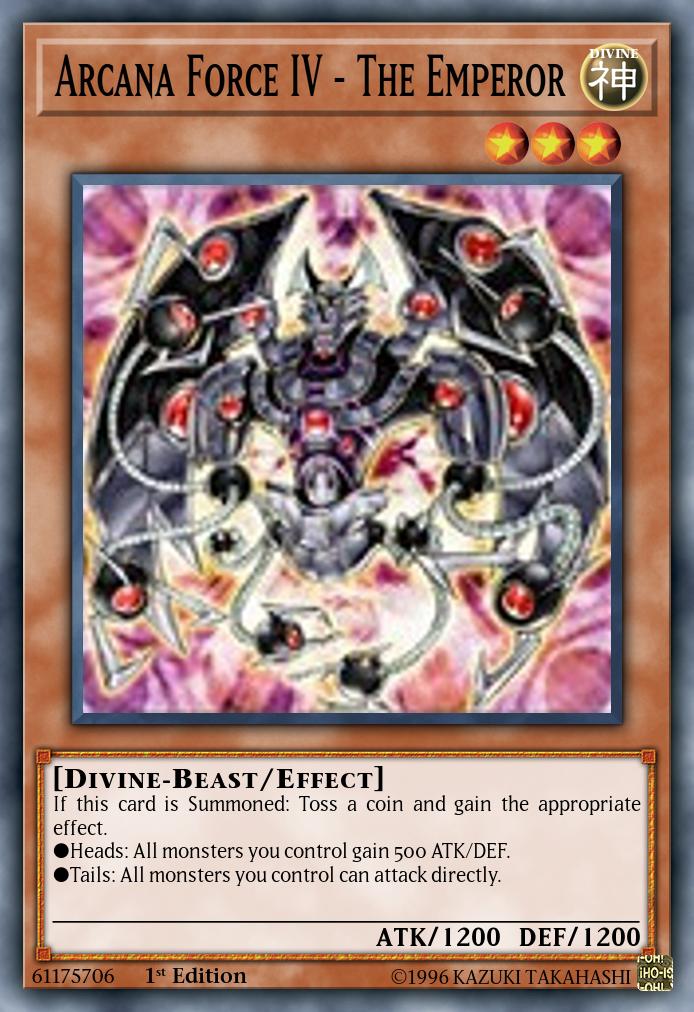 Arcana Force IV - The Emperor
DIVINE
神
[Divine-Beast/Effect]
If this card is Summoned: Toss a coin and gain the appropriate
effect.
●Heads: All monsters you control gain 500 ATK/DEF.
●Tails: All monsters you control can attack directly.
ATK/1200 DEF/1200
61175706 1st Edition ©1996 KAZUKI TAKAHASHI